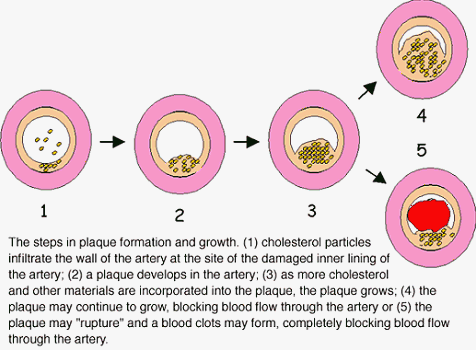 4
5
1
2
3
The steps in plaque formation and growth. (1) cholesterol particles
infiltrate the wall of the artery at the site of the damaged inner lining of
the artery; (2) a plaque develops in the artery; (3) as more cholesterol
and other materials are incorporated into the plaque, the plaque grows; (4) the
plaque may continue to grow, blocking blood flow through the artery or (5) the
plaque may "rupture" and a blood clots may form, completely blocking blood flow
through the artery.